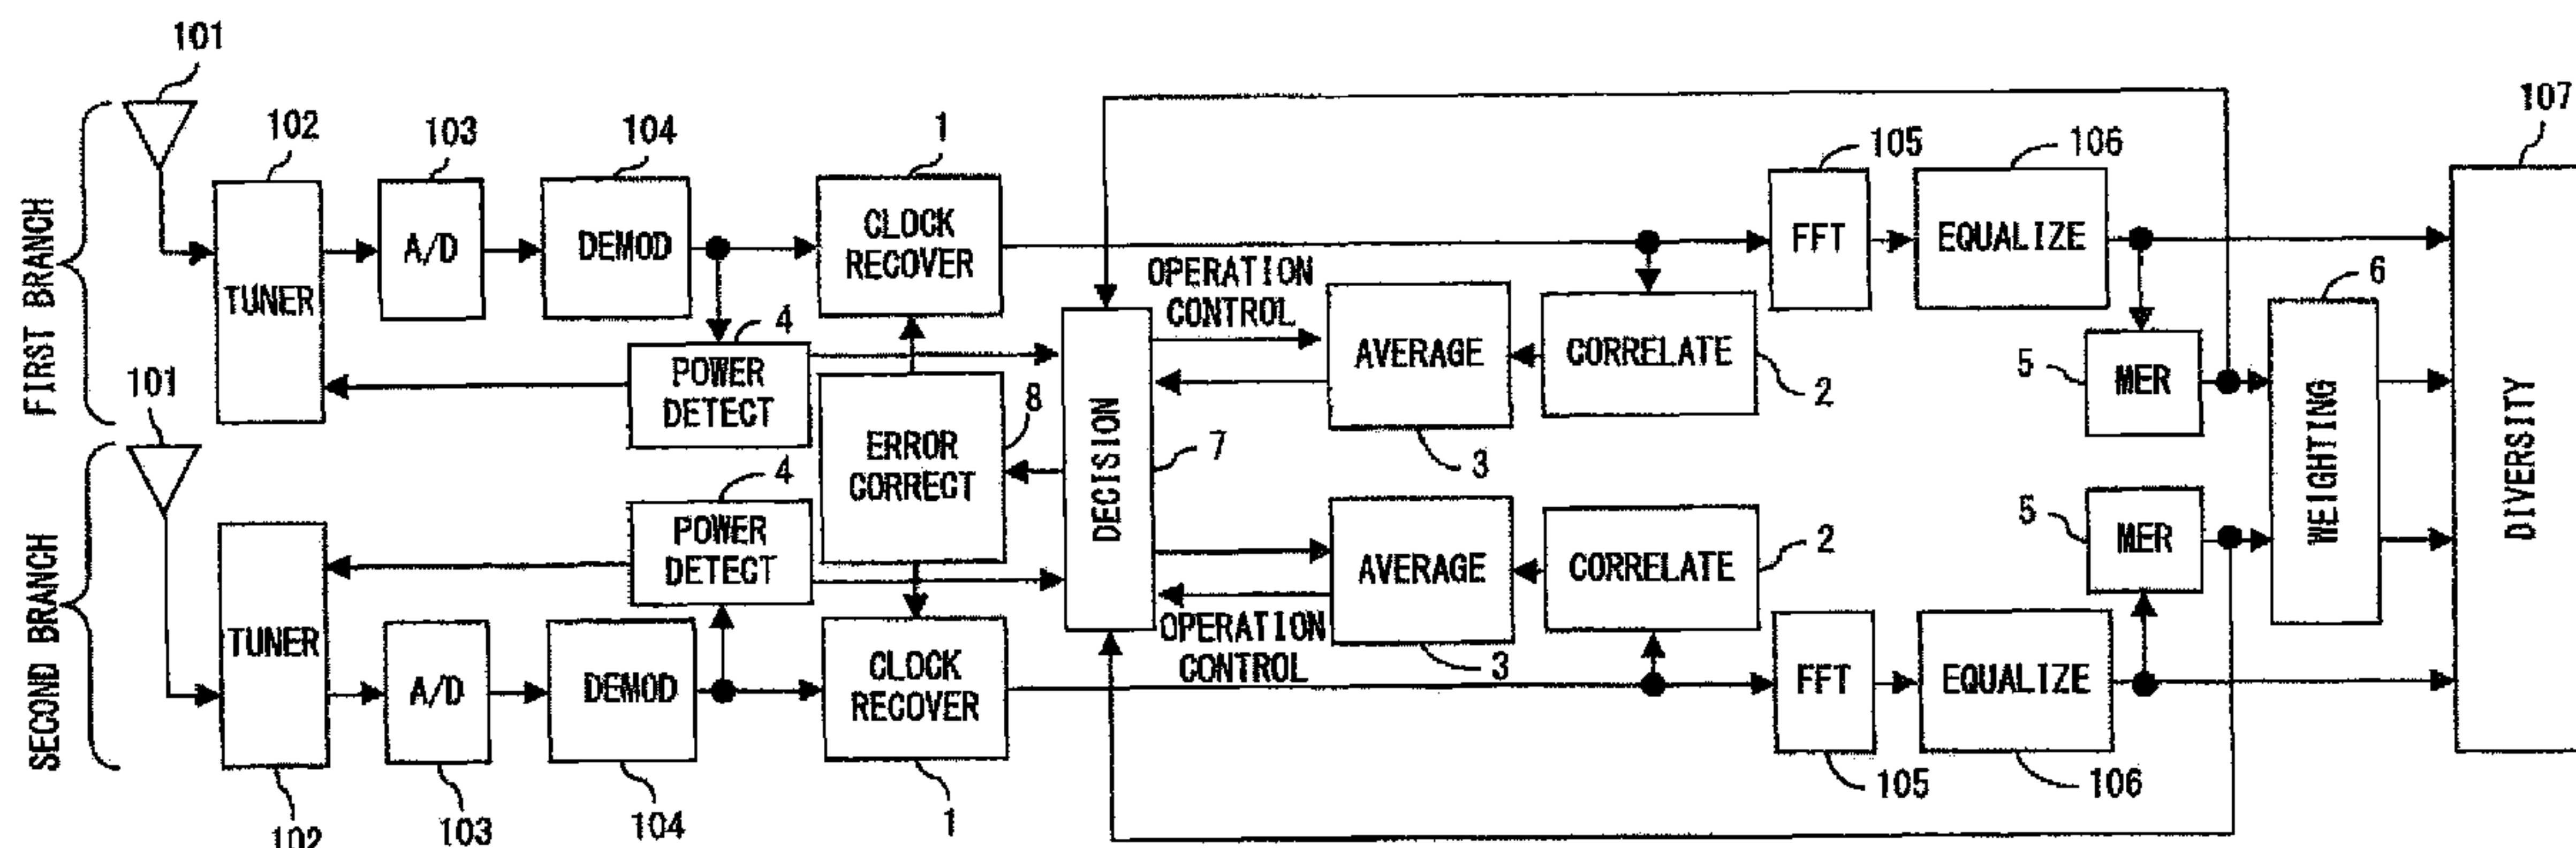 101
102
103
104
1
107
105
106
FIRST BRANCH
TUNER
A/D
DEMOD
CLOCK
RECOVER
FFT
EQUALIZE
OPERATION
CONTROL
4
POWER
DETECT
AVERAGE
CORRELATE
2
3
5
MER
6
WEIGHTING
DIVERSITY
101
ERROR
CORRECT
8
DECISION
7
SECOND BRANCH
4
POWER
DETECT
AVERAGE
CORRELATE
2
3
5
MER
OPERATION
CONTROL
TUNER
A/D
DEMOD
CLOCK
RECOVER
FFT
EQUALIZE
102
103
104
1
105
106